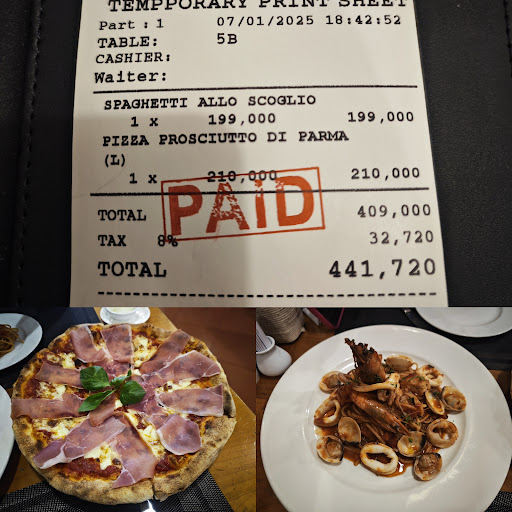 TEMPPORARY PRINT SHEET
Part : 1 07/01/2025 18:42:52
TABLE: 5B
CASHIER:
Waiter:
SPAGHETTI ALLO SCOGLIO
1 x 199,000 199,000
PIZZA PROSCIUTTO DI PARMA
(L)
1 x 210,000 210,000
PAID
TOTAL 409,000
TAX 8% 32,720
TOTAL 441,720